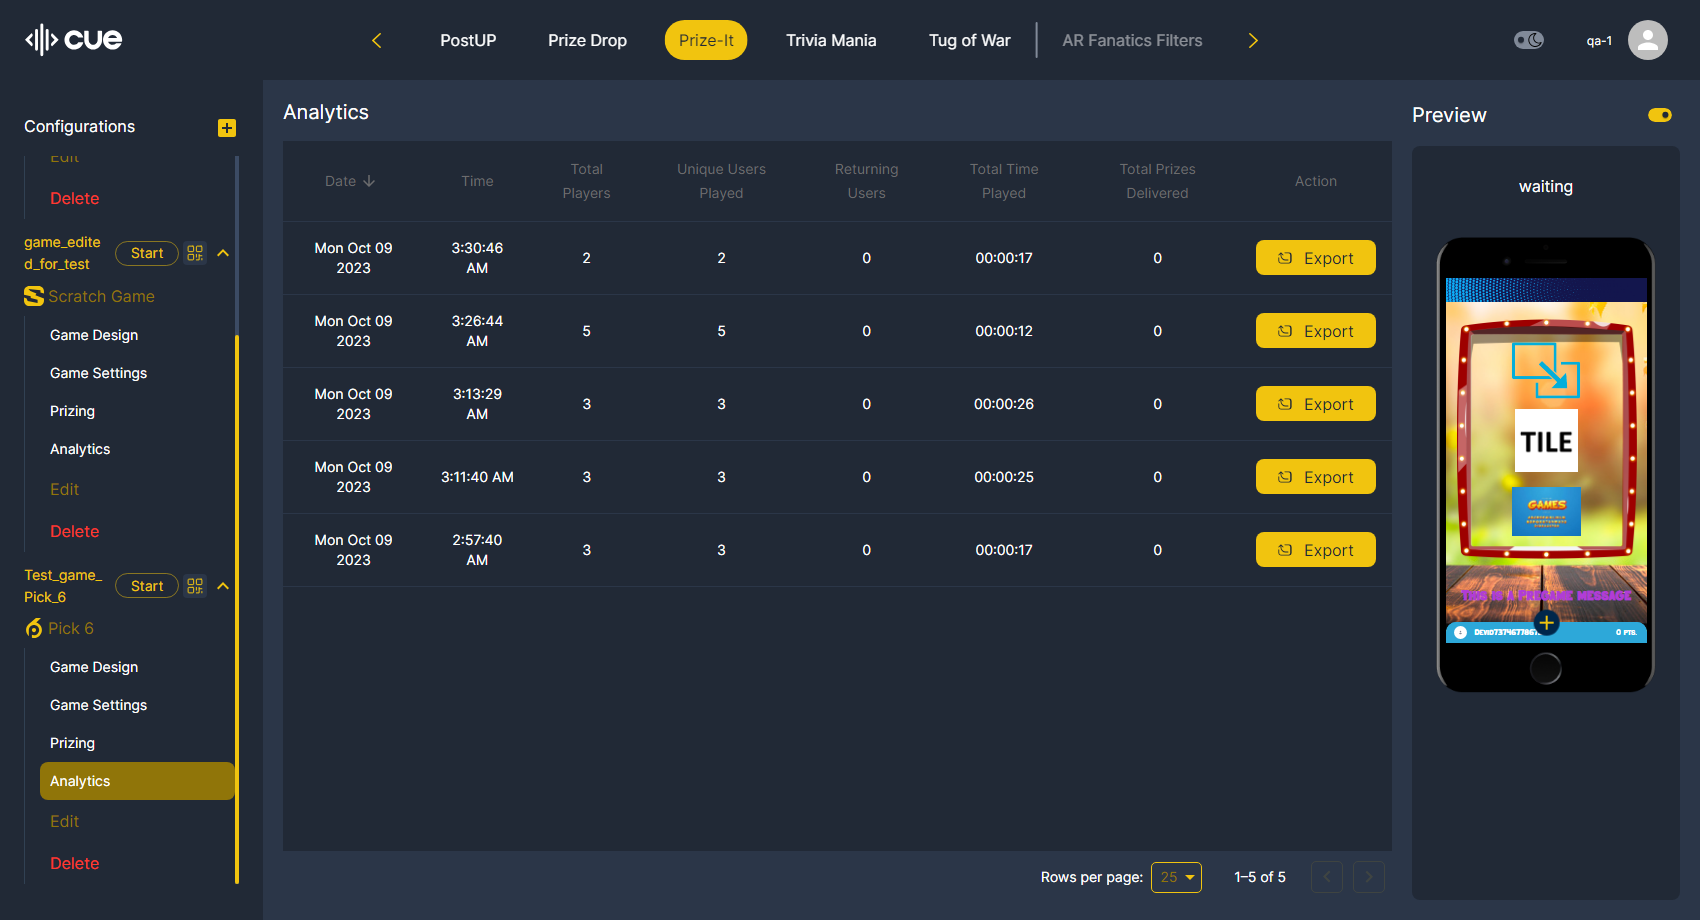 cue
PostUP
Prize Drop
Prize-It
Trivia Mania
Tug of War
AR Fanatics Filters
qa-1
Configurations
Edit
Delete
game_edite
d_for_test
Start
Scratch Game
Game Design
Game Settings
Prizing
Analytics
Edit
Delete
Test_game_
Pick_6
Start
Pick 6
Game Design
Game Settings
Prizing
Analytics
Edit
Delete
Analytics
Date
Time
Total
Players
Unique Users
Played
Returning
Users
Total Time
Played
Total Prizes
Delivered
Action
Mon Oct 09
2023
3:30:46
AM
2
2
0
00:00:17
0
Export
Mon Oct 09
2023
3:26:44
AM
5
5
0
00:00:12
0
Export
Mon Oct 09
2023
3:13:29
AM
3
3
0
00:00:26
0
Export
Mon Oct 09
2023
3:11:40 AM
3
3
0
00:00:25
0
Export
Mon Oct 09
2023
2:57:40
AM
3
3
0
00:00:17
0
Export
Rows per page:
25
1–5 of 5
Preview
waiting
TILE
GAMES
This is a Pregame message
0 PTS.